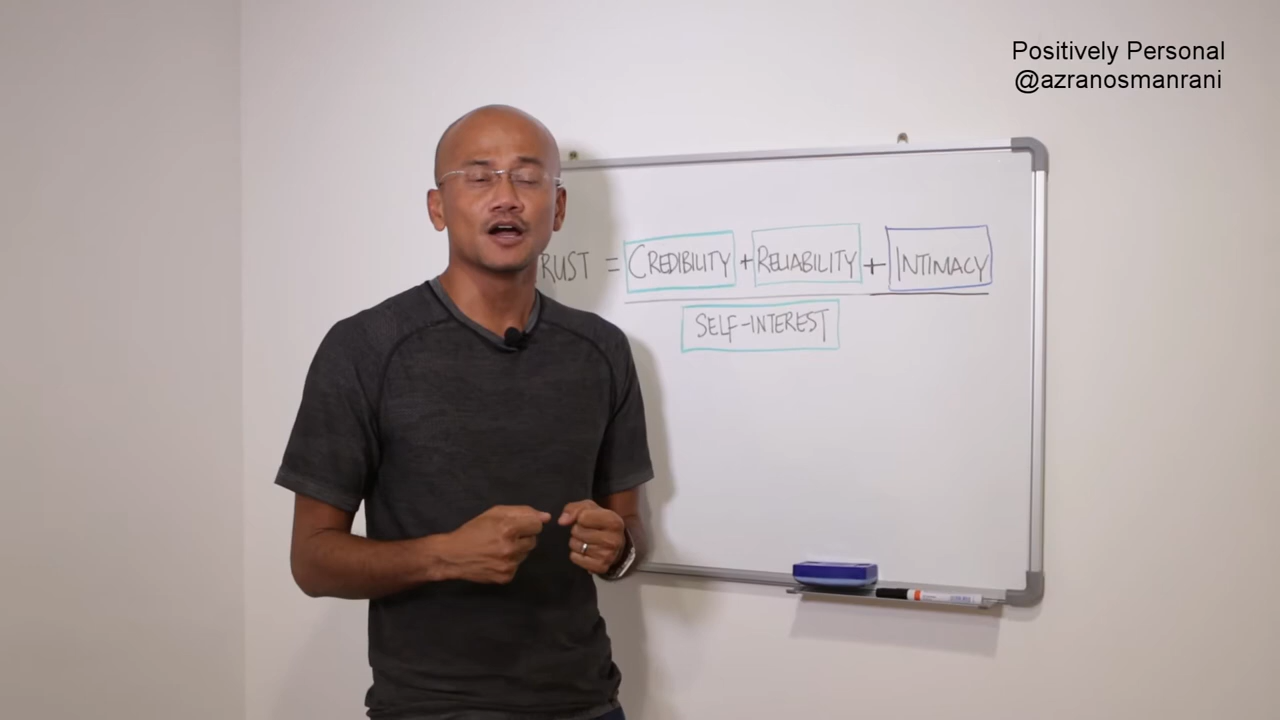 Positively Personal
@azranosmanrani
RUST = CREDIBILITY + RELIABILITY + INTIMACY
SELF-INTEREST